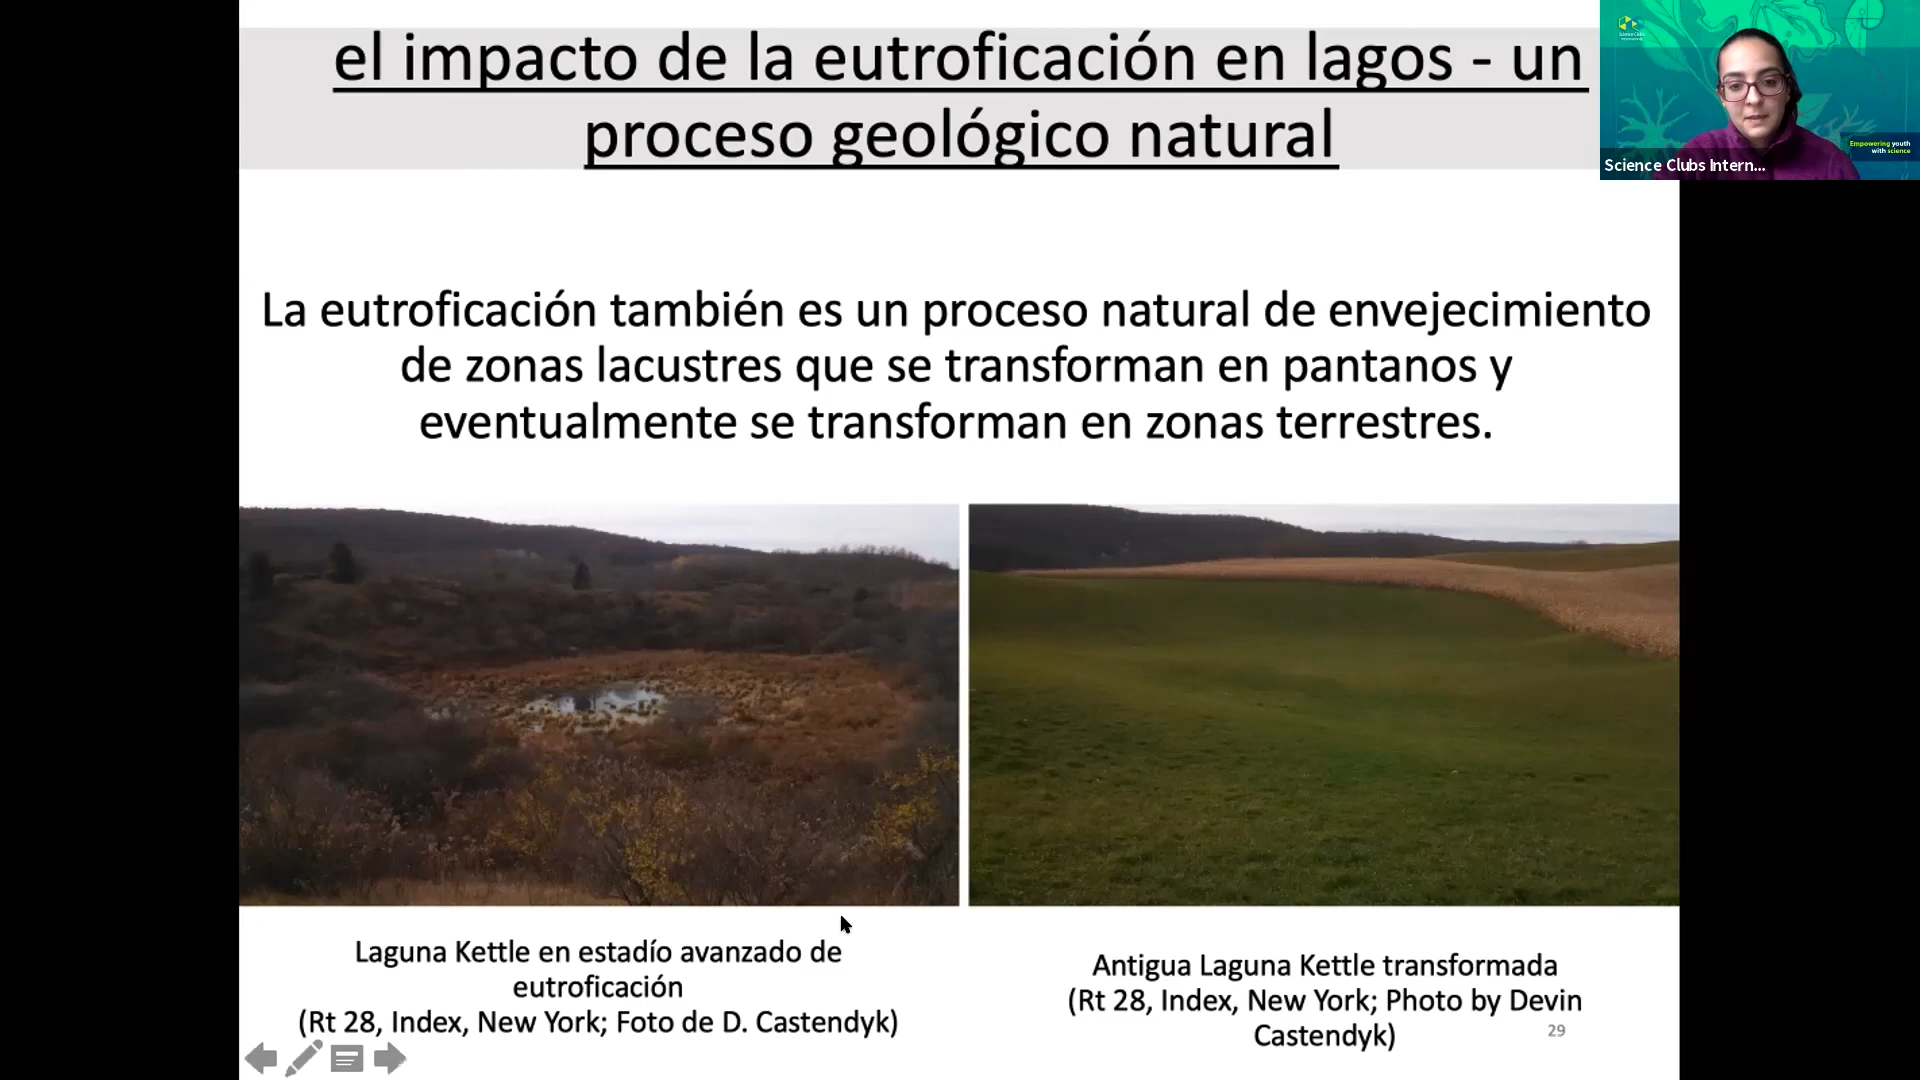 el impacto de la eutroficación en lagos - un
proceso geológico natural
Science Clubs Intern...
Empowering youth
with science
La eutroficación también es un proceso natural de envejecimiento
de zonas lacustres que se transforman en pantanos y
eventualmente se transforman en zonas terrestres.
Laguna Kettle en estadío avanzado de
eutroficación
(Rt 28, Index, New York; Foto de D. Castendyk)
Antigua Laguna Kettle transformada
(Rt 28, Index, New York; Photo by Devin
Castendyk)
29